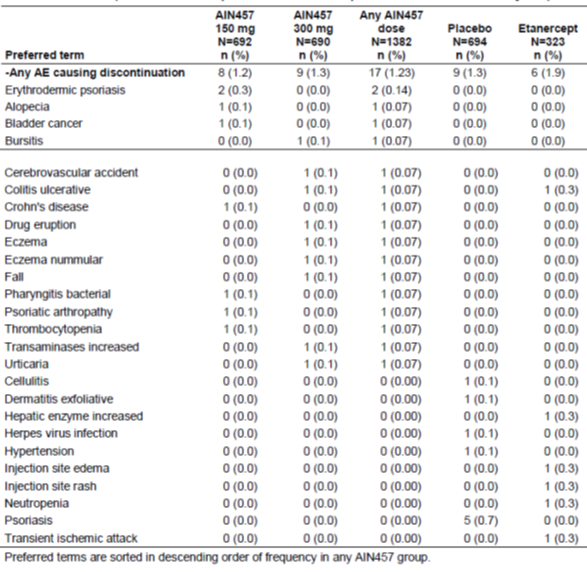 AIN457 150 mg N=692 n (%) AIN457 300 mg N=690 n (%) Any AIN457 dose N=1382 n (%) Placebo N=694 n (%) Etanercept N=323 n (%)
Preferred term
-Any AE causing discontinuation 8 (1.2) 9 (1.3) 17 (1.23) 9 (1.3) 6 (1.9)
Erythrodermic psoriasis 2 (0.3) 0 (0.0) 2 (0.14) 0 (0.0) 0 (0.0)
Alopecia 1 (0.1) 0 (0.0) 1 (0.07) 0 (0.0) 0 (0.0)
Bladder cancer 1 (0.1) 0 (0.0) 1 (0.07) 0 (0.0) 0 (0.0)
Bursitis 0 (0.0) 1 (0.1) 1 (0.07) 0 (0.0) 0 (0.0)
Cerebrovascular accident 0 (0.0) 1 (0.1) 1 (0.07) 0 (0.0) 0 (0.0)
Colitis ulcerative 0 (0.0) 1 (0.1) 1 (0.07) 0 (0.0) 1 (0.3)
Crohn's disease 1 (0.1) 0 (0.0) 1 (0.07) 0 (0.0) 0 (0.0)
Drug eruption 0 (0.0) 1 (0.1) 1 (0.07) 0 (0.0) 0 (0.0)
Eczema 0 (0.0) 1 (0.1) 1 (0.07) 0 (0.0) 0 (0.0)
Eczema nummular 0 (0.0) 1 (0.1) 1 (0.07) 0 (0.0) 0 (0.0)
Fall 0 (0.0) 1 (0.1) 1 (0.07) 0 (0.0) 0 (0.0)
Pharyngitis bacterial 1 (0.1) 0 (0.0) 1 (0.07) 0 (0.0) 0 (0.0)
Psoriatic arthropathy 1 (0.1) 0 (0.0) 1 (0.07) 0 (0.0) 0 (0.0)
Thrombocytopenia 1 (0.1) 0 (0.0) 1 (0.07) 0 (0.0) 0 (0.0)
Transaminases increased 0 (0.0) 1 (0.1) 1 (0.07) 0 (0.0) 0 (0.0)
Urticaria 0 (0.0) 1 (0.1) 1 (0.07) 0 (0.0) 0 (0.0)
Cellulitis 0 (0.0) 0 (0.0) 0 (0.00) 1 (0.1) 0 (0.0)
Dermatitis exfoliative 0 (0.0) 0 (0.0) 0 (0.00) 1 (0.1) 0 (0.0)
Hepatic enzyme increased 0 (0.0) 0 (0.0) 0 (0.00) 0 (0.0) 1 (0.3)
Herpes virus infection 0 (0.0) 0 (0.0) 0 (0.00) 1 (0.1) 0 (0.0)
Hypertension 0 (0.0) 0 (0.0) 0 (0.00) 1 (0.1) 0 (0.0)
Injection site edema 0 (0.0) 0 (0.0) 0 (0.00) 0 (0.0) 1 (0.3)
Injection site rash 0 (0.0) 0 (0.0) 0 (0.00) 0 (0.0) 1 (0.3)
Neutropenia 0 (0.0) 0 (0.0) 0 (0.00) 0 (0.0) 1 (0.3)
Psoriasis 0 (0.0) 0 (0.0) 0 (0.00) 5 (0.7) 0 (0.0)
Transient ischemic attack 0 (0.0) 0 (0.0) 0 (0.00) 0 (0.0) 1 (0.3)
Preferred terms are sorted in descending order of frequency in any AIN457 group.